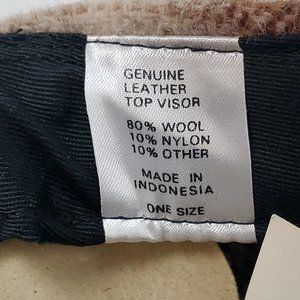 GENUINE
LEATHER
TOP VISOR
80% WOOL
10% NYLON
10% OTHER
MADE IN
INDONESIA
ONE SIZE